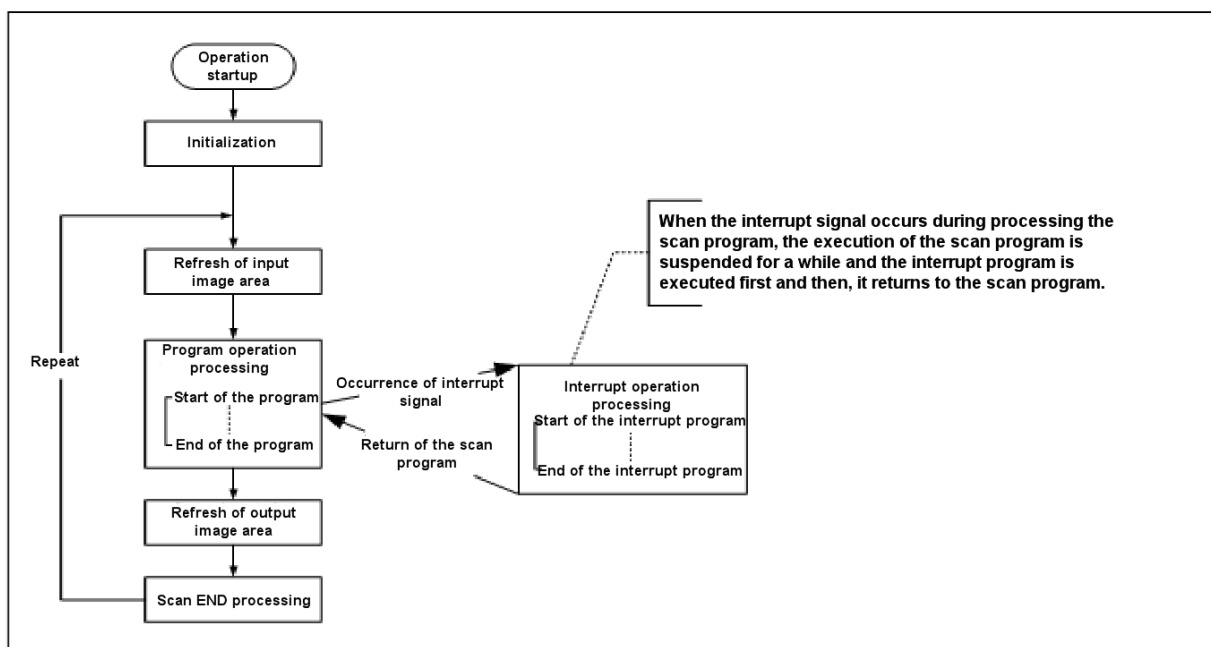 Operation
startup
Initialization
Refresh of input
image area
Repeat
Program operation
processing
Start of the program
End of the program
Occurrence of interrupt
signal
Return of the scan
program
Interrupt operation
processing
Start of the interrupt program
End of the interrupt program
When the interrupt signal occurs during processing the
scan program, the execution of the scan program is
suspended for a while and the interrupt program is
executed first and then, it returns to the scan program.
Refresh of output
image area
Scan END processing